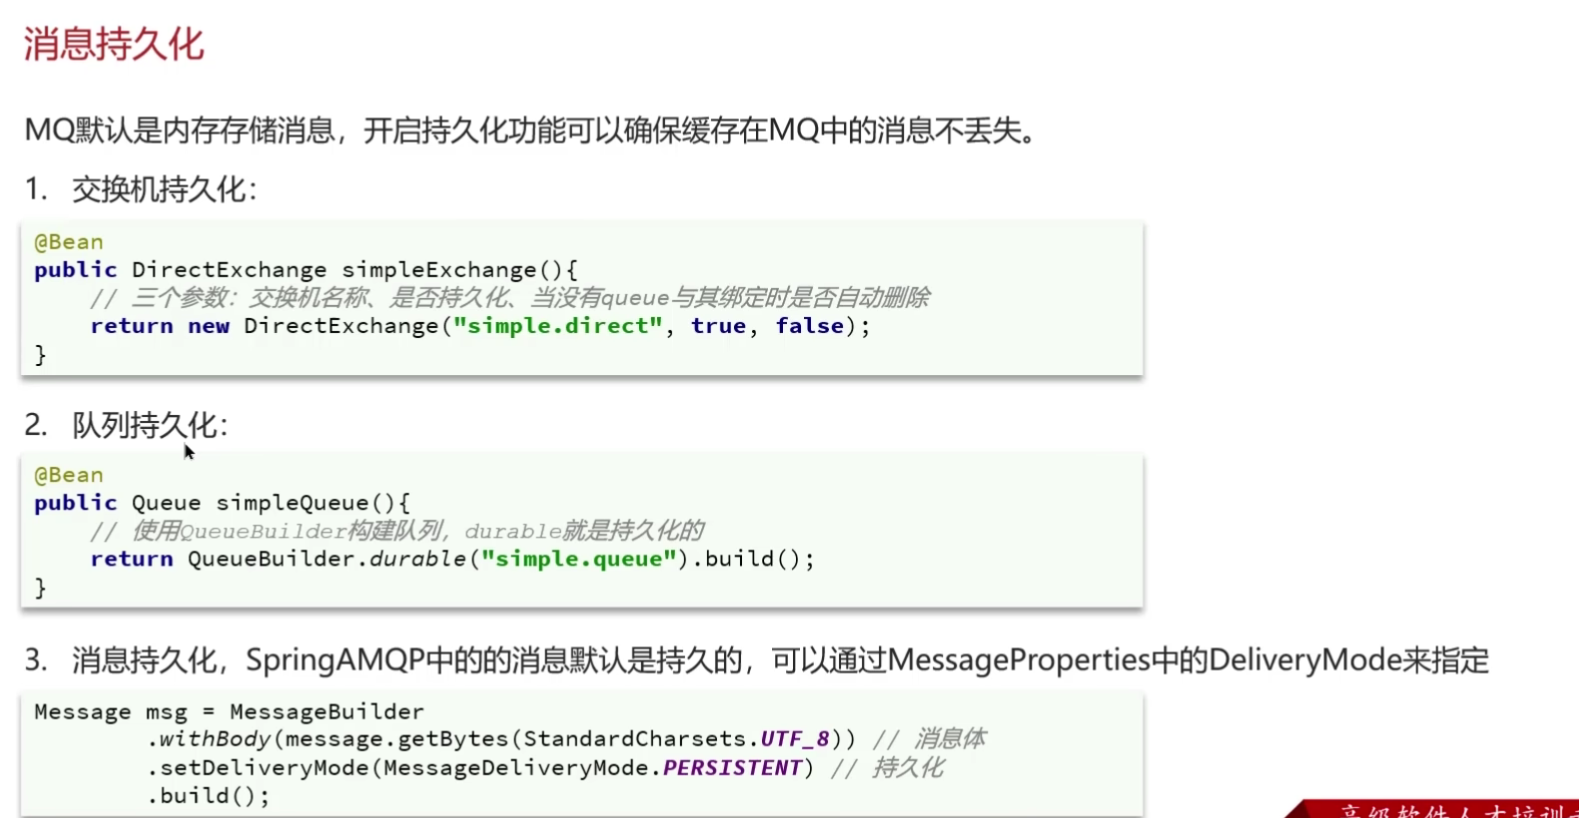 消息持久化
MQ默认是内存存储消息，开启持久化功能可以确保缓存在MQ中的消息不丢失。
1. 交换机持久化：
@Bean
public DirectExchange simpleExchange(){
// 三个参数：交换机名称、是否持久化、当没有queue与其绑定时是否自动删除
return new DirectExchange("simple.direct", true, false);
}
2. 队列持久化：
@Bean
public Queue simpleQueue(){
// 使用QueueBuilder构建队列，durable就是持久化的
return QueueBuilder.durable("simple.queue").build();
}
3. 消息持久化，SpringAMQP中的的消息默认是持久的，可以通过MessageProperties中的DeliveryMode来指定
Message msg = MessageBuilder
.withBody(message.getBytes(StandardCharsets.UTF_8)) // 消息体
.setDeliveryMode(MessageDeliveryMode.PERSISTENT) // 持久化
.build();
高级软件人才培训